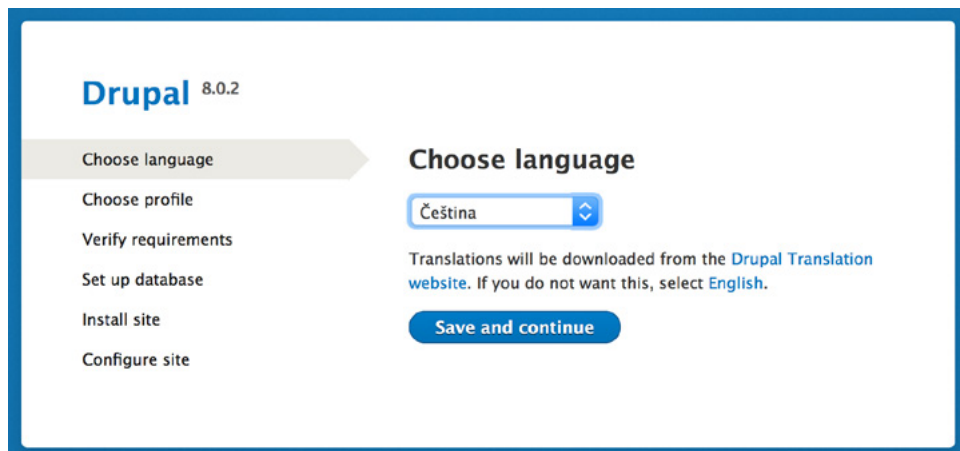 Drupal 8.0.2
Choose language
Choose profile
Verify requirements
Set up database
Install site
Configure site
Choose language
Čeština
Translations will be downloaded from the Drupal Translation
website. If you do not want this, select English.
Save and continue